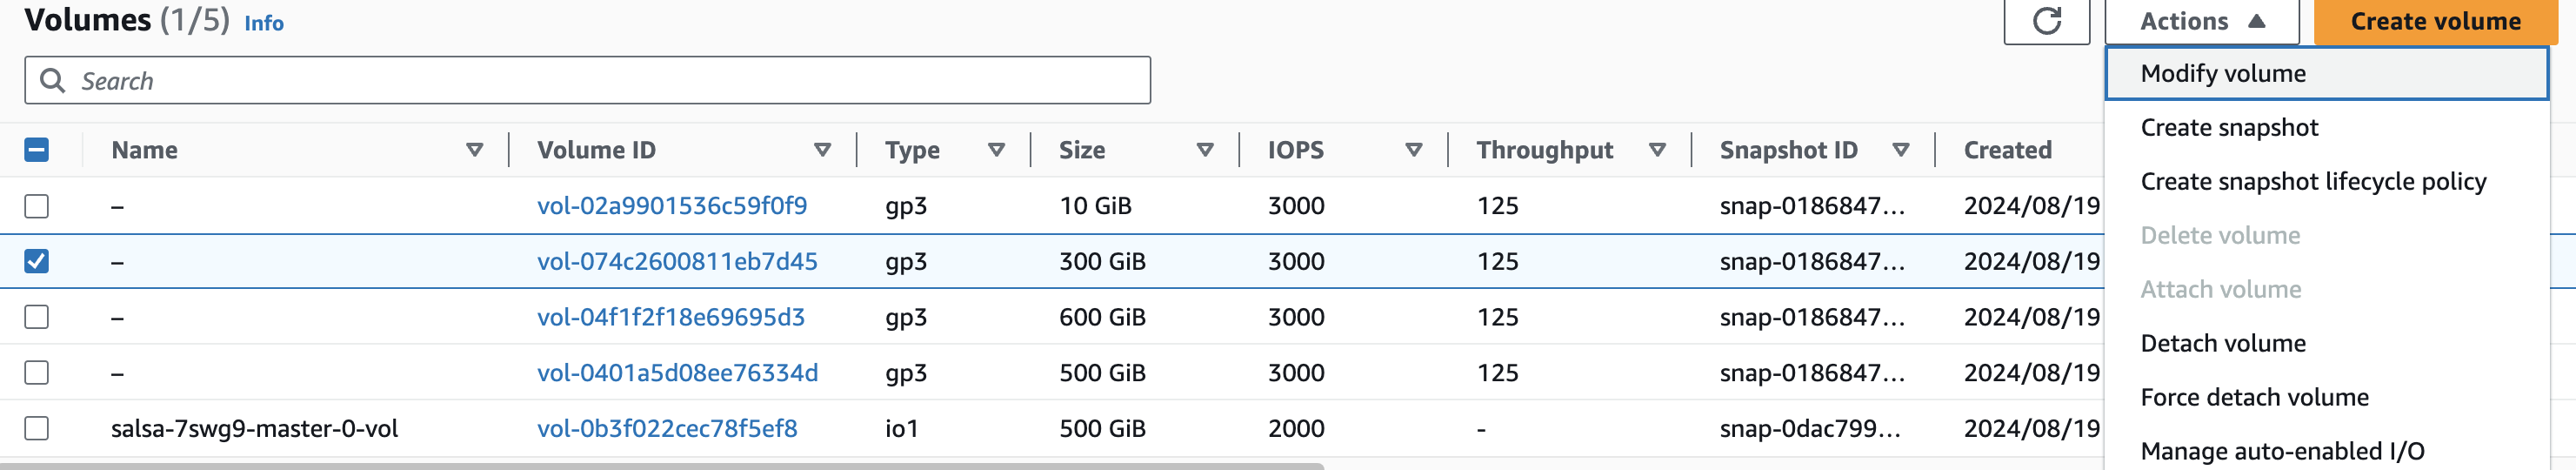 Volumes (1/5) Info
Actions
Create volume
Search
Modify volume
Create snapshot
Create snapshot lifecycle policy
Delete volume
Attach volume
Detach volume
Force detach volume
Manage auto-enabled I/O
Name Volume ID Type Size IOPS Throughput Snapshot ID Created
– vol-02a9901536c59f0f9 gp3 10 GiB 3000 125 snap-0186847... 2024/08/19
– vol-074c2600811eb7d45 gp3 300 GiB 3000 125 snap-0186847... 2024/08/19
– vol-04f1f2f18e69695d3 gp3 600 GiB 3000 125 snap-0186847... 2024/08/19
– vol-0401a5d08ee76334d gp3 500 GiB 3000 125 snap-0186847... 2024/08/19
salsa-7swg9-master-0-vol vol-0b3f022cec78f5ef8 io1 500 GiB 2000 - snap-0dac799... 2024/08/19